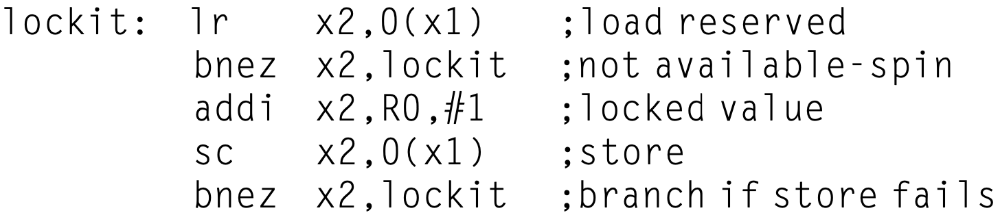 lockit: lr x2,0(x1) ;load reserved
bnez x2,lockit ;not available-spin
addi x2,R0,#1 ;locked value
sc x2,0(x1) ;store
bnez x2,lockit ;branch if store fails